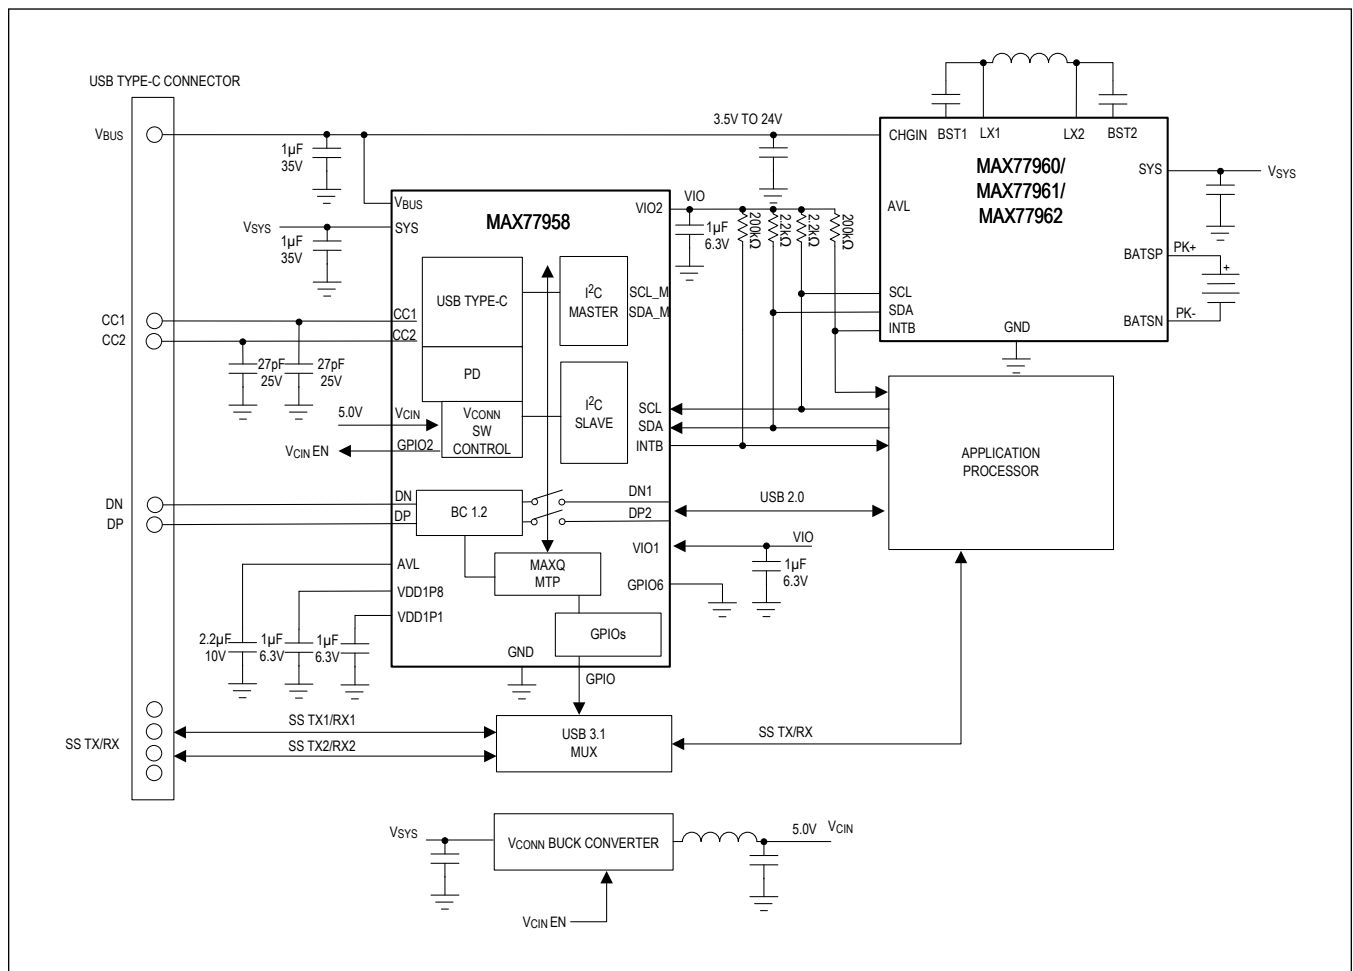 USB TYPE-C CONNECTOR
VBUS
1µF
35V
3.5V TO 24V
CHGIN
BST1
LX1
LX2
BST2
MAX77960/
MAX77961/
MAX77962
SYS
VSYS
AVL
BATSP
PK+
+
BATSN
PK-
SCL
SDA
INTB
GND
VBUS
MAX77958
VIO2
VIO
1µF
6.3V
200kΩ
2.2kΩ
2.2kΩ
200kΩ
VSYS
SYS
1µF
35V
USB TYPE-C
I²C
MASTER
SCL_M
SDA_M
CC1
CC2
CC1
CC2
27pF
25V
27pF
25V
PD
I²C
SLAVE
SCL
SDA
INTB
5.0V
VCIN
VCONN
SW
CONTROL
VCIN EN
GPIO2
APPLICATION
PROCESSOR
DN
DP
DN
DP
BC 1.2
DN1
DP2
USB 2.0
VIO1
VIO
1µF
6.3V
AVL
VDD1P8
VDD1P1
MAXQ
MTP
GPIO6
GPIOs
2.2µF
10V
1µF
6.3V
1µF
6.3V
GND
GPIO
SS TX/RX
SS TX1/RX1
SS TX2/RX2
USB 3.1
MUX
SS TX/RX
VSYS
VCONN BUCK CONVERTER
5.0V
VCIN
VCIN EN